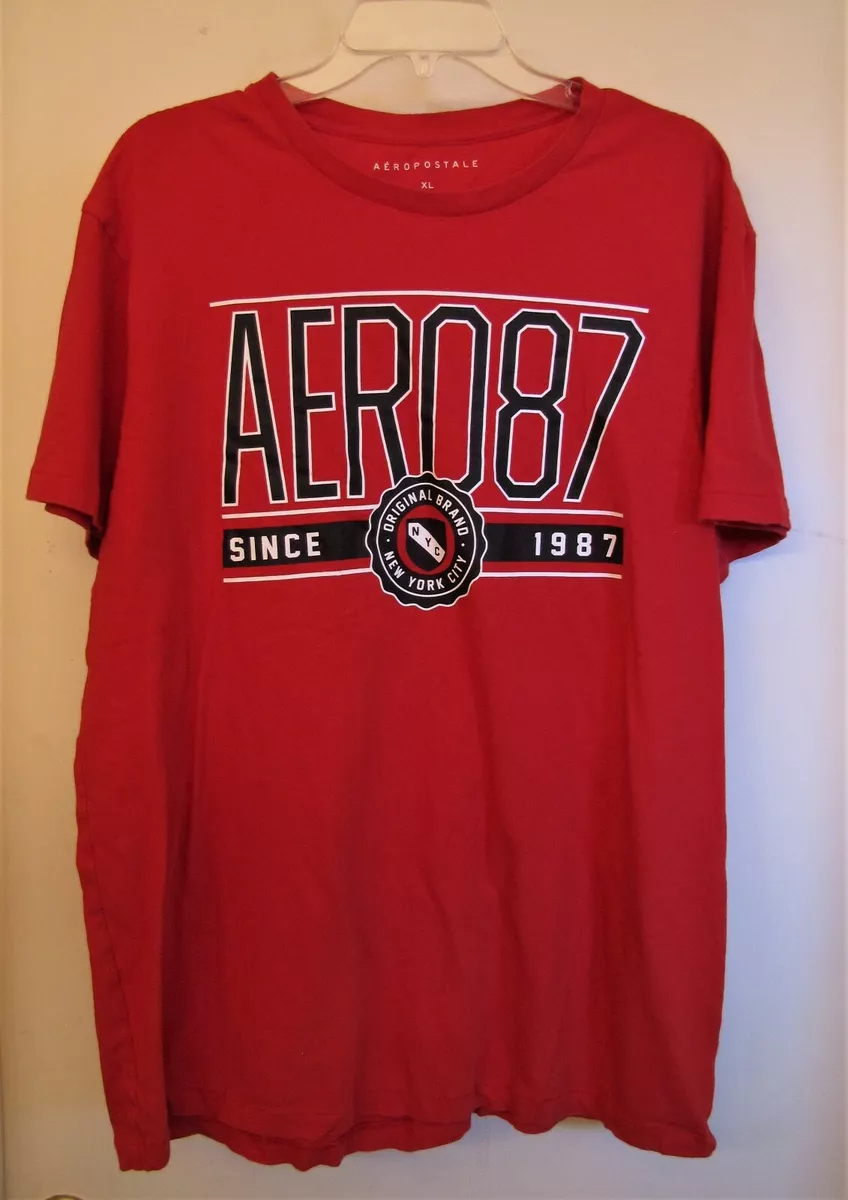 AÉROPOSTALE
XL
AERO87
SINCE 1987
ORIGINAL BRAND
NYC
NEW YORK CITY